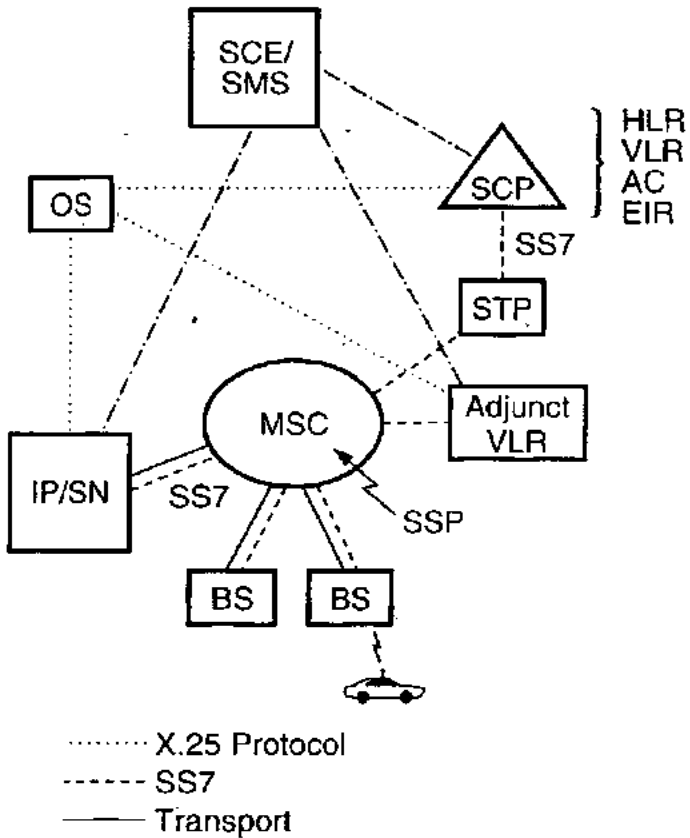 SCE/
SMS
HLR
VLR
AC
EIR
SCP
OS
SS7
STP
MSC
Adjunct
VLR
IP/SN
SS7
SSP
BS
BS
X.25 Protocol
SS7
Transport